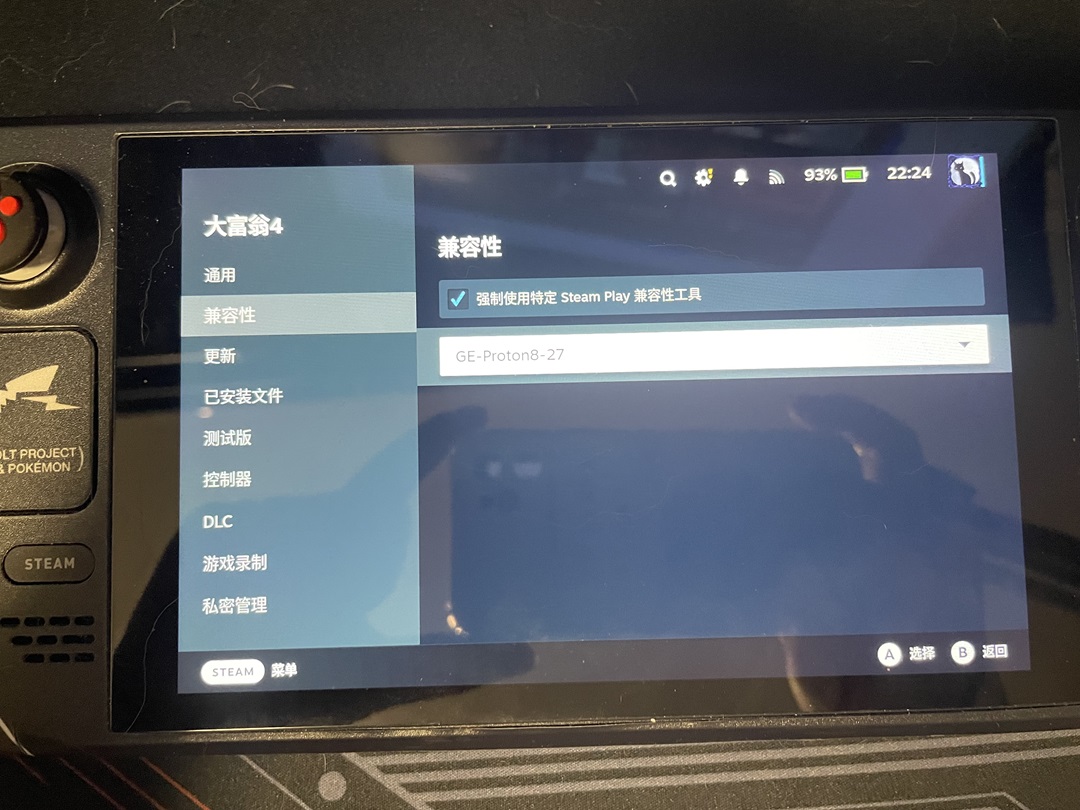 93%
22:24
大富翁4
通用
兼容性
更新
已安装文件
测试版
控制器
DLC
游戏录制
私密管理
兼容性
强制使用特定 Steam Play 兼容性工具
GE-Proton8-27
OLT PROJECT
& POKÉMON)
STEAM
STEAM 菜单
A 选择 B 返回